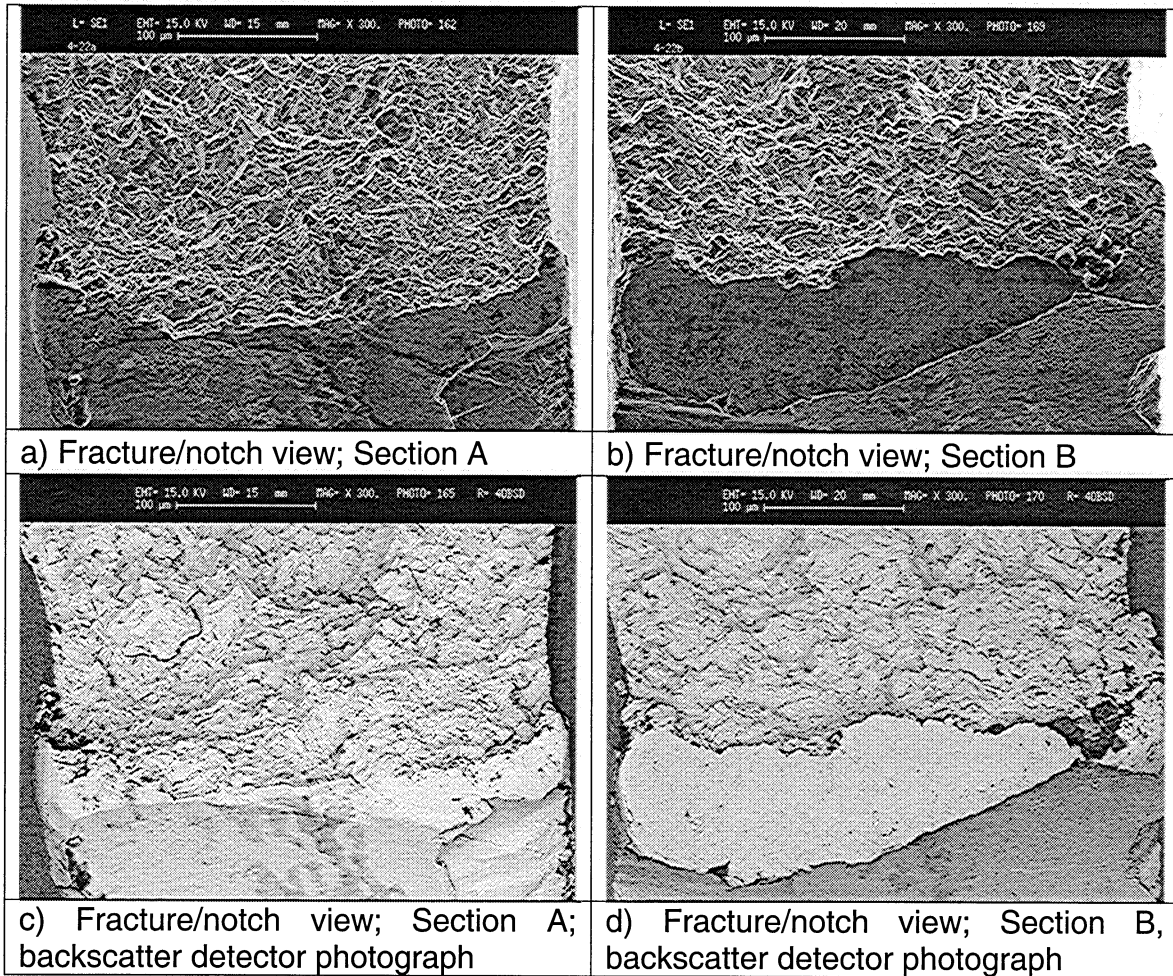 L= SE1 EHT= 15.0 KV WD= 15 mm MAG= X 300. PHOTO= 162
100 µm
4-22a
L= SE1 EHT= 15.0 KV WD= 20 mm MAG= X 300. PHOTO= 169
100 µm
4-22b
a) Fracture/notch view; Section A
b) Fracture/notch view; Section B
EHT= 15.0 KV WD= 15 mm MAG= X 300. PHOTO= 165 R= 4QBSD
100 µm
EHT= 15.0 KV WD= 20 mm MAG= X 300. PHOTO= 170 R= 4QBSD
100 µm
c) Fracture/notch view; Section A;
backscatter detector photograph
d) Fracture/notch view; Section B,
backscatter detector photograph